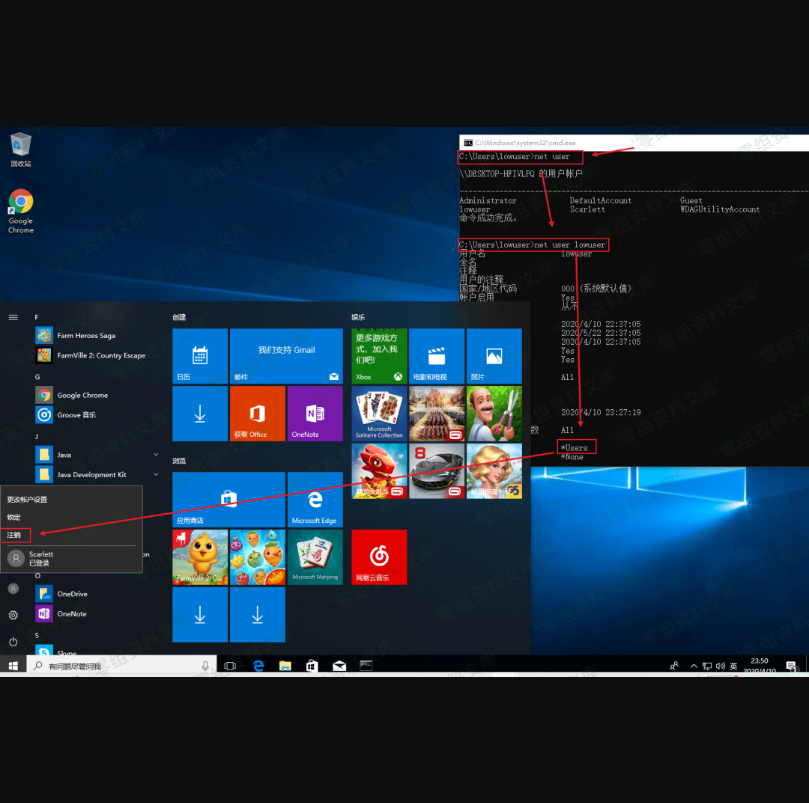 回收站
Google
Chrome
C:\Windows\system32\cmd.exe
C:\Users\lowuser>net user
\\DESKTOP-HFIVLPQ 的用户帐户
Administrator DefaultAccount Guest
lowuser Scarlett WDAGUtilityAccount
命令成功完成。
C:\Users\lowuser>net user lowuser
用户名 lowuser
全名
注释
用户的注释
国家/地区代码 000 (系统默认值)
帐户启用 Yes
从不
2020/4/10 22:37:05
2020/5/22 22:37:05
2020/4/10 22:37:05
Yes
Yes
All
2020/4/10 23:27:19
数 All
*Users
*None
F
Farm Heroes Saga
FarmVille 2: Country Escape
G
Google Chrome
Groove 音乐
J
Java
Java Development Kit
更改帐户设置
锁定
注销
Scarlett
已登录
on
O
OneDrive
OneNote
S
Skype
创建
日历
我们支持 Gmail
邮件
获取 Office
OneNote
浏览
应用商店
Microsoft Edge
FarmVille 2: C...
Microsoft Mahjong
娱乐
更多游戏方
式，加入我
们吧!
Xbox
电影和电视
照片
Microsoft
Solitaire Collection
8
网易云音乐
有问题尽管问我
英
23:50
2020/4/10